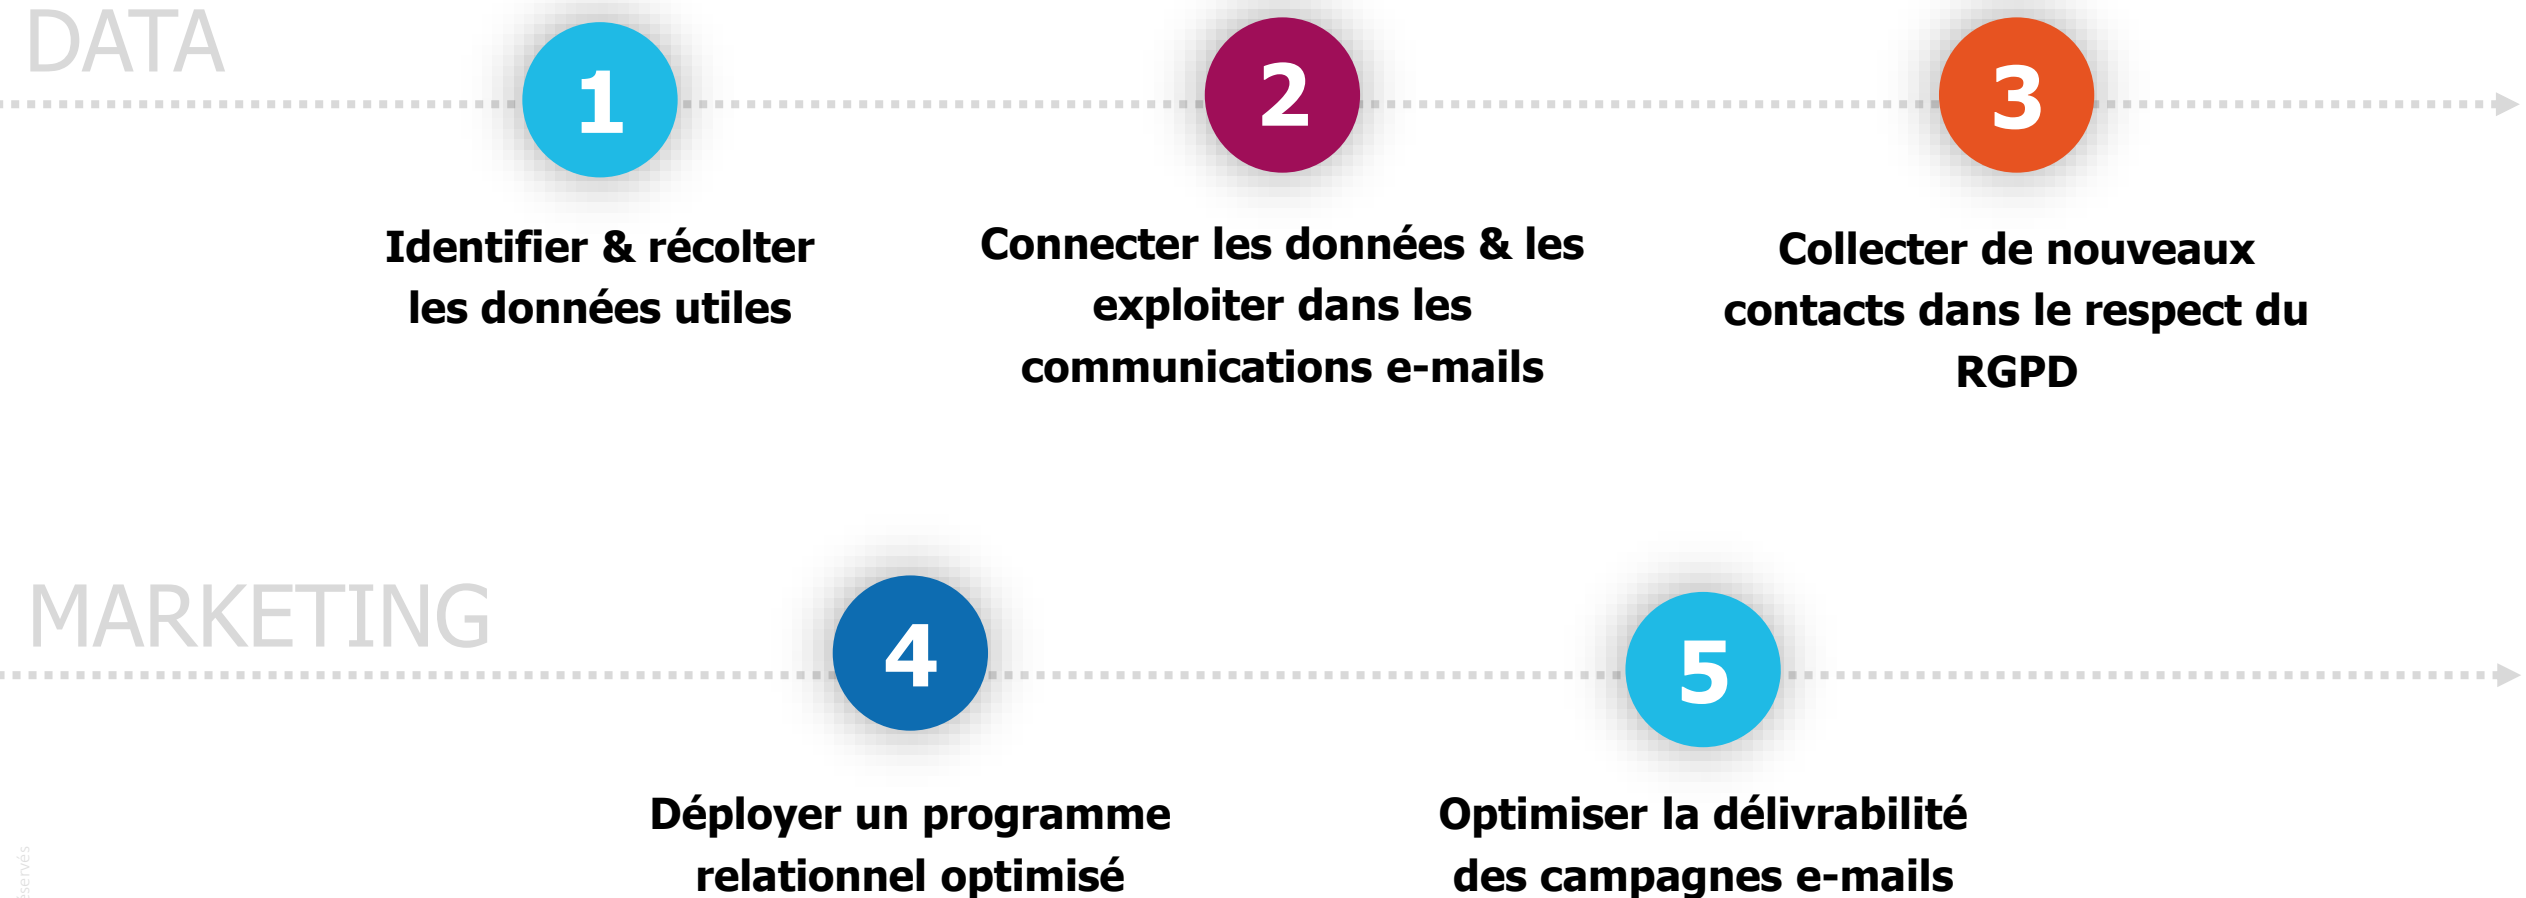 DATA
1
2
3
Identifier & récolter
les données utiles
Connecter les données & les
exploiter dans les
communications e-mails
Collecter de nouveaux
contacts dans le respect du
RGPD
MARKETING
4
5
Déployer un programme
relationnel optimisé
Optimiser la délivrabilité
des campagnes e-mails